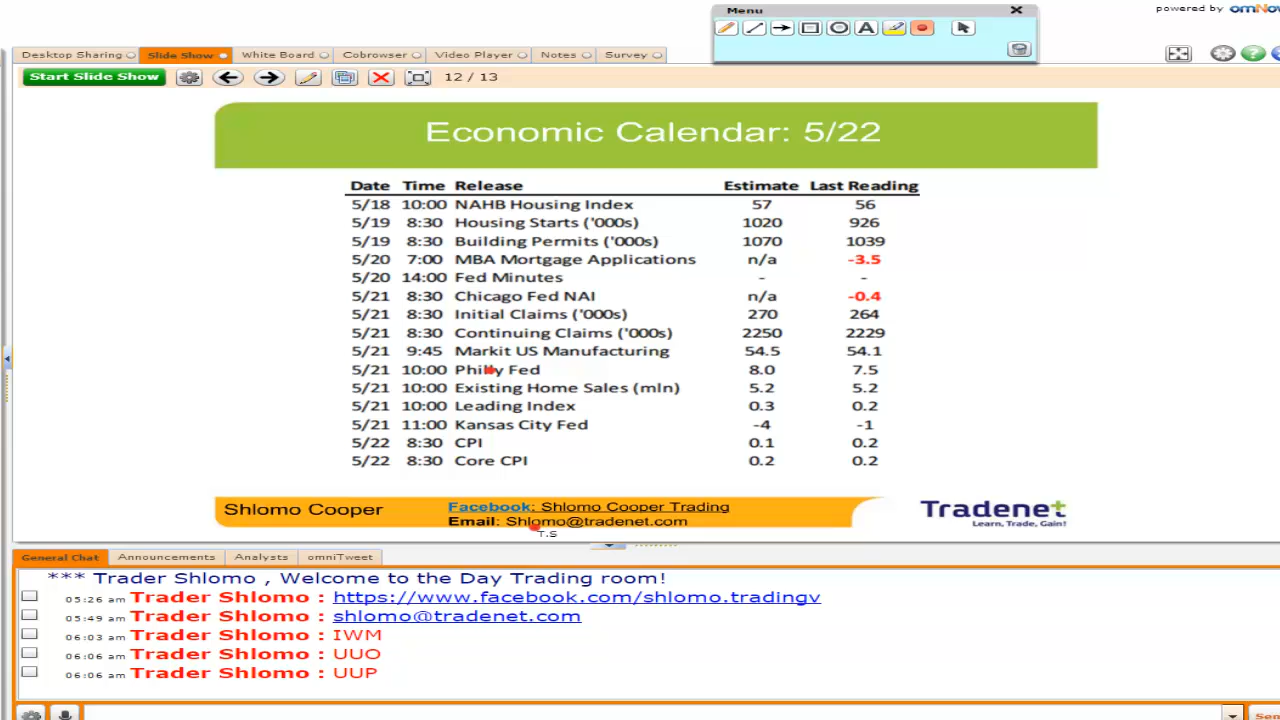 Menu
powered by
Desktop Sharing Slide Show White Board Cobrowser Video Player Notes Survey
Start Slide Show 12 / 13
Economic Calendar: 5/22
Date Time Release Estimate Last Reading
5/18 10:00 NAHB Housing Index 57 56
5/19 8:30 Housing Starts ('000s) 1020 926
5/19 8:30 Building Permits ('000s) 1070 1039
5/20 7:00 MBA Mortgage Applications n/a -3.5
5/20 14:00 Fed Minutes - -
5/21 8:30 Chicago Fed NAI n/a -0.4
5/21 8:30 Initial Claims ('000s) 270 264
5/21 8:30 Continuing Claims ('000s) 2250 2229
5/21 9:45 Markit US Manufacturing 54.5 54.1
5/21 10:00 Philly Fed 8.0 7.5
5/21 10:00 Existing Home Sales (mln) 5.2 5.2
5/21 10:00 Leading Index 0.3 0.2
5/21 11:00 Kansas City Fed -4 -1
5/22 8:30 CPI 0.1 0.2
5/22 8:30 Core CPI 0.2 0.2
Shlomo Cooper
Facebook: Shlomo Cooper Trading
Email: Shlomo@tradenet.com
T.S
Tradenet
Learn, Trade, Gain!
General Chat Announcements Analysts omniTweet
*** Trader Shlomo , Welcome to the Day Trading room!
05:26 am Trader Shlomo : https://www.facebook.com/shlomo.tradingv
05:49 am Trader Shlomo : shlomo@tradenet.com
06:03 am Trader Shlomo : IWM
06:06 am Trader Shlomo : UUO
06:06 am Trader Shlomo : UUP